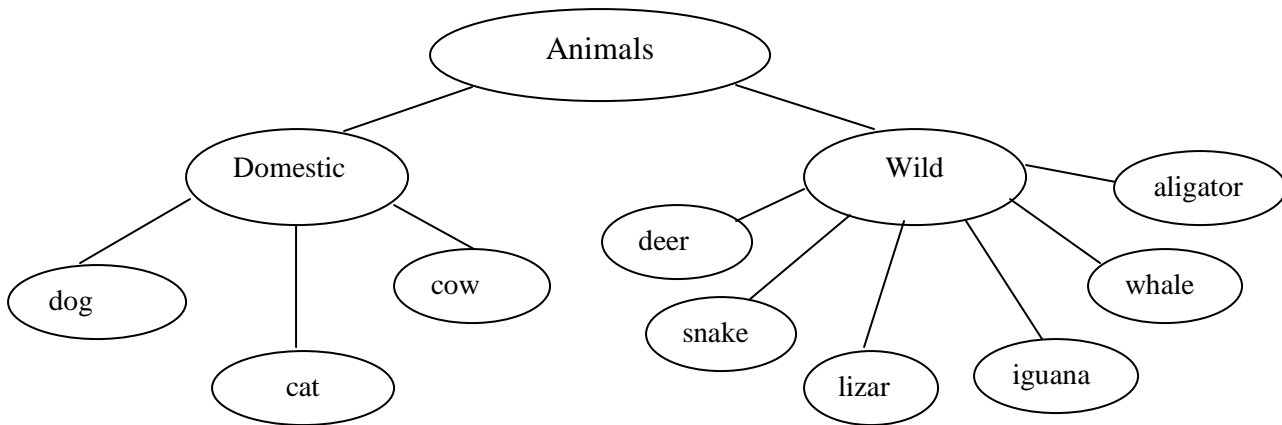 Animals
Domestic
Wild
aligator
deer
dog
cow
whale
snake
cat
lizar
iguana